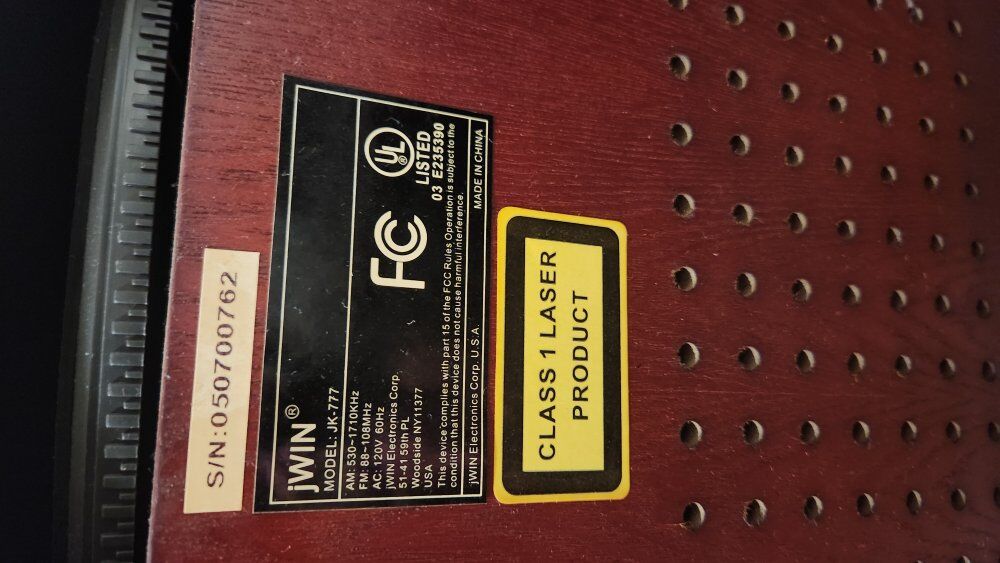 S/N:050700762
jWIN®
MODEL: JK-777
AM: 530~1710KHz
FM: 88~108MHz
AC: 120V 60Hz
jWIN Electronics Corp.
51-41 59th PL
Woodside NY11377
USA
FC
UL
®
LISTED
03 E235390
This device complies with part 15 of the FCC Rules Operation is subject to the
condition that this device does not cause harmful interference.
jWIN Electronics Corp. U.S.A. MADE IN CHINA
CLASS 1 LASER
PRODUCT